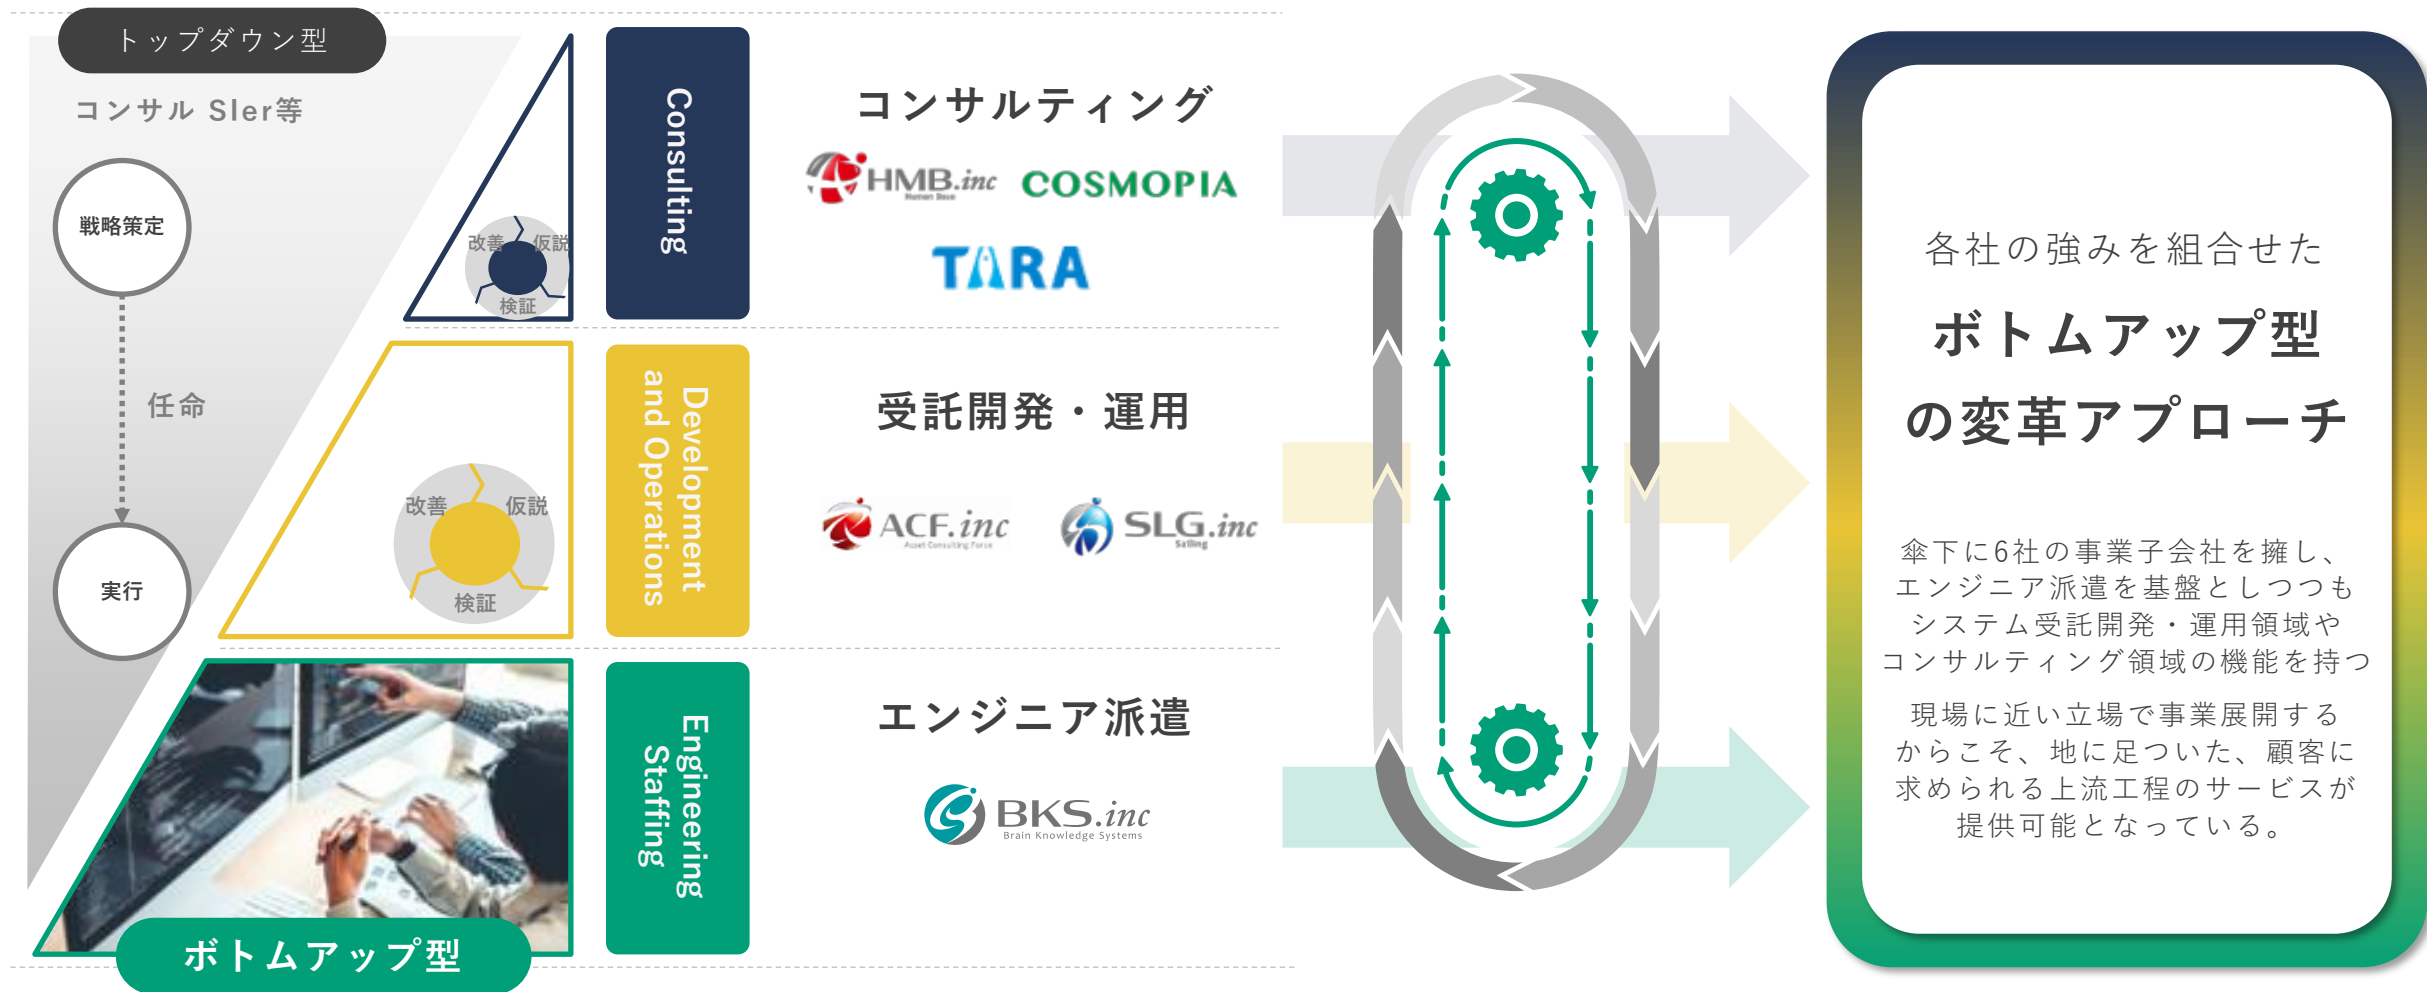 トップダウン型
コンサル SIer等
戦略策定
任命
実行
改善
仮説
検証
改善
仮説
検証
ボトムアップ型
Consulting
コンサルティング
HMB.inc
Human Base
COSMOPIA
TARA
Development
and Operations
受託開発・運用
ACF.inc
Asset Consulting Force
SLG.inc
Sailing
Engineering
Staffing
エンジニア派遣
BKS.inc
Brain Knowledge Systems
各社の強みを組合せた
ボトムアップ型
の変革アプローチ
傘下に6社の事業子会社を擁し、
エンジニア派遣を基盤としつつも
システム受託開発・運用領域や
コンサルティング領域の機能を持つ
現場に近い立場で事業展開する
からこそ、地に足ついた、顧客に
求められる上流工程のサービスが
提供可能となっている。